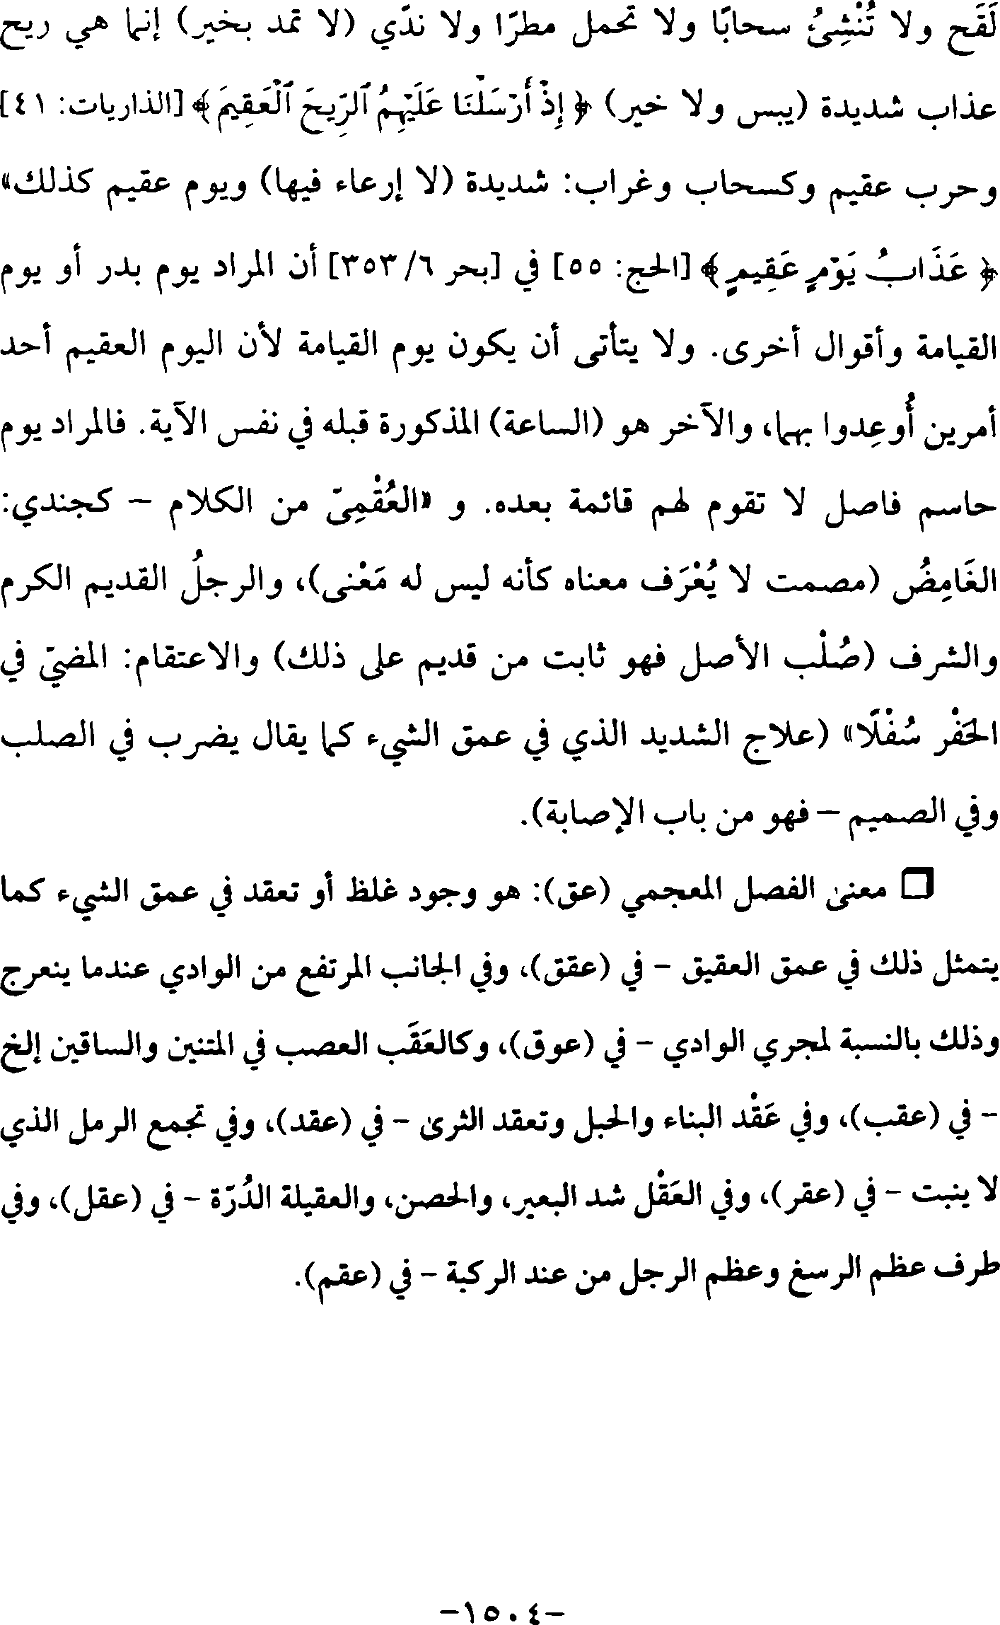 لَقَح ولا تُنْشِئُ سحابًا ولا تحمل مطرًا ولا ندّي (لا تمد بخير) إنما هي ريح
عذاب شديدة (يبس ولا خير) ﴿إِذْ أَرْسَلْنَا عَلَيْهِمُ ٱلرِّيحَ ٱلْعَقِيمَ﴾ [الذاريات: ٤١]
وحرب عقيم وكسحاب وغراب: شديدة (لا إرعاء فيها) ويوم عقيم كذلك»
﴿عَذَابُ يَوْمٍ عَقِيمٍ﴾ [الحج: ٥٥] في [بحر ٦/ ٣٥٣] أن المراد يوم بدر أو يوم
القيامة وأقوال أخرى. ولا يتأتى أن يكون يوم القيامة لأن اليوم العقيم أحد
أمرين أُوعِدوا بهما، والآخر هو (الساعة) المذكورة قبله في نفس الآية. فالمراد يوم
حاسم فاصل لا تقوم لهم قائمة بعده. و «العُقْمِىّ من الكلام – كجندي:
الغَامِضُ (مصمت لا يُعْرَف معناه كأنه ليس له مَعْنى)، والرجلُ القديم الكرم
والشرف (صُلْب الأصل فهو ثابت من قديم على ذلك) والاعتقام: المضيّ في
الحَفْر سُفْلًا» (علاج الشديد الذي في عمق الشيء كما يقال يضرب في الصلب
وفي الصميم – فهو من باب الإصابة).
❒ معنى الفصل المعجمي (عق): هو وجود غلظ أو تعقد في عمق الشيء كما
يتمثل ذلك في عمق العقيق - في (عقق)، وفي الجانب المرتفع من الوادي عندما ينعرج
وذلك بالنسبة لمجري الوادي - في (عوق)، وكالعَقَب العصب في المتنين والساقين إلخ
- في (عقب)، وفي عَقْد البناء والحبل وتعقد الثرى - في (عقد)، وفي تجمع الرمل الذي
لا ينبت - في (عقر)، وفي العَقْل شد البعير، والحصن، والعقيلة الدُرّة - في (عقل)، وفي
طرف عظم الرسغ وعظم الرجل من عند الركبة - في (عقم).
-١٥٠٤-